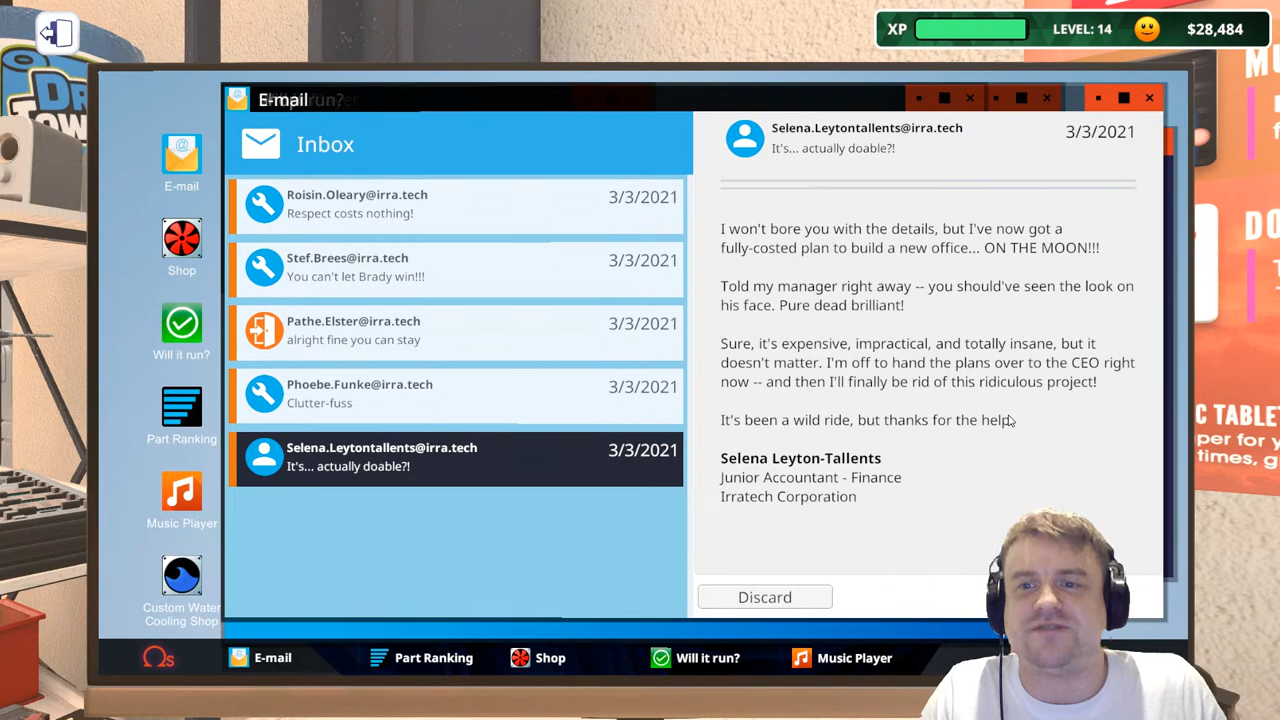 XP
LEVEL: 14
$28,484
E-mail
run?
Inbox
Selena.Leytontallents@irra.tech
3/3/2021
It's... actually doable?!
E-mail
Shop
Will it run?
Part Ranking
Music Player
Custom Water
Cooling Shop
Roisin.Oleary@irra.tech
3/3/2021
Respect costs nothing!
Stef.Brees@irra.tech
3/3/2021
You can't let Brady win!!!
Pathe.Elster@irra.tech
3/3/2021
alright fine you can stay
Phoebe.Funke@irra.tech
3/3/2021
Clutter-fuss
Selena.Leytontallents@irra.tech
3/3/2021
It's... actually doable?!
I won't bore you with the details, but I've now got a
fully-costed plan to build a new office... ON THE MOON!!!
Told my manager right away -- you should've seen the look on
his face. Pure dead brilliant!
Sure, it's expensive, impractical, and totally insane, but it
doesn't matter. I'm off to hand the plans over to the CEO right
now -- and then I'll finally be rid of this ridiculous project!
It's been a wild ride, but thanks for the help.
Selena Leyton-Tallents
Junior Accountant - Finance
Irratech Corporation
Discard
C TABLET
per for y
times, g
Ωs
E-mail
Part Ranking
Shop
Will it run?
Music Player